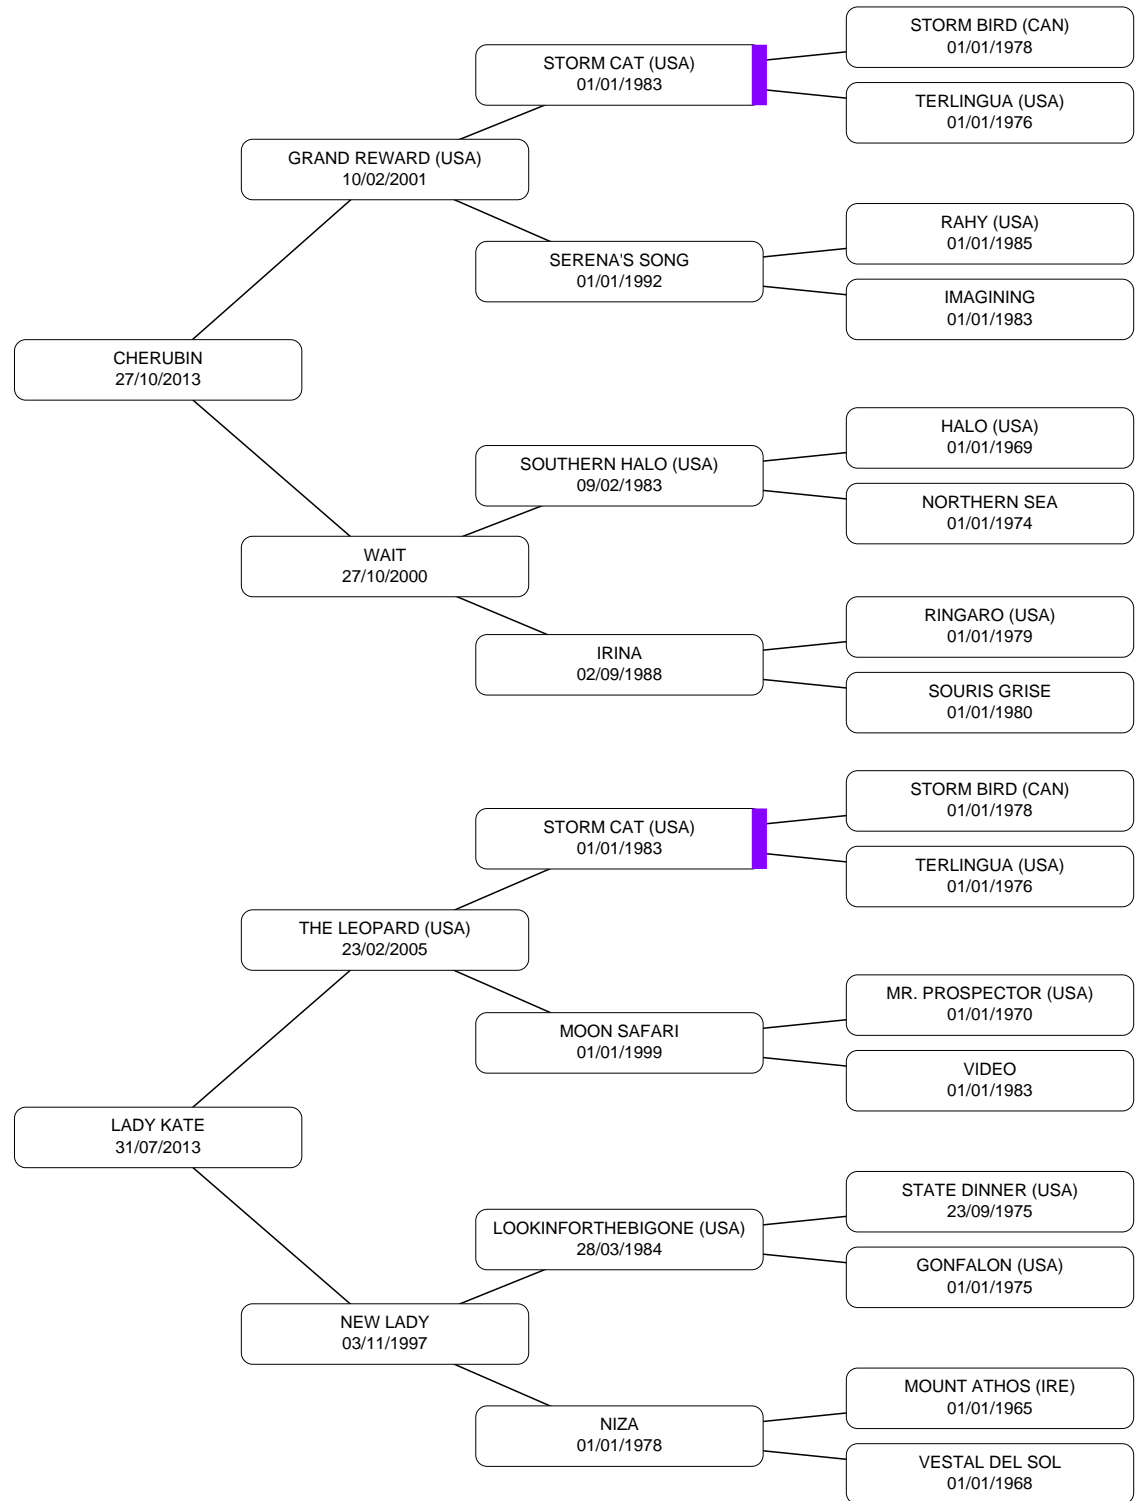 STORM BIRD (CAN)
01/01/1978
STORM CAT (USA)
01/01/1983
TERLINGUA (USA)
01/01/1976
GRAND REWARD (USA)
10/02/2001
RAHY (USA)
01/01/1985
SERENA'S SONG
01/01/1992
IMAGINING
01/01/1983
CHERUBIN
27/10/2013
HALO (USA)
01/01/1969
SOUTHERN HALO (USA)
09/02/1983
NORTHERN SEA
01/01/1974
WAIT
27/10/2000
RINGARO (USA)
01/01/1979
IRINA
02/09/1988
SOURIS GRISE
01/01/1980
STORM BIRD (CAN)
01/01/1978
STORM CAT (USA)
01/01/1983
TERLINGUA (USA)
01/01/1976
THE LEOPARD (USA)
23/02/2005
MR. PROSPECTOR (USA)
01/01/1970
MOON SAFARI
01/01/1999
VIDEO
01/01/1983
LADY KATE
31/07/2013
STATE DINNER (USA)
23/09/1975
LOOKINFORTHEBIGONE (USA)
28/03/1984
GONFALON (USA)
01/01/1975
NEW LADY
03/11/1997
MOUNT ATHOS (IRE)
01/01/1965
NIZA
01/01/1978
VESTAL DEL SOL
01/01/1968